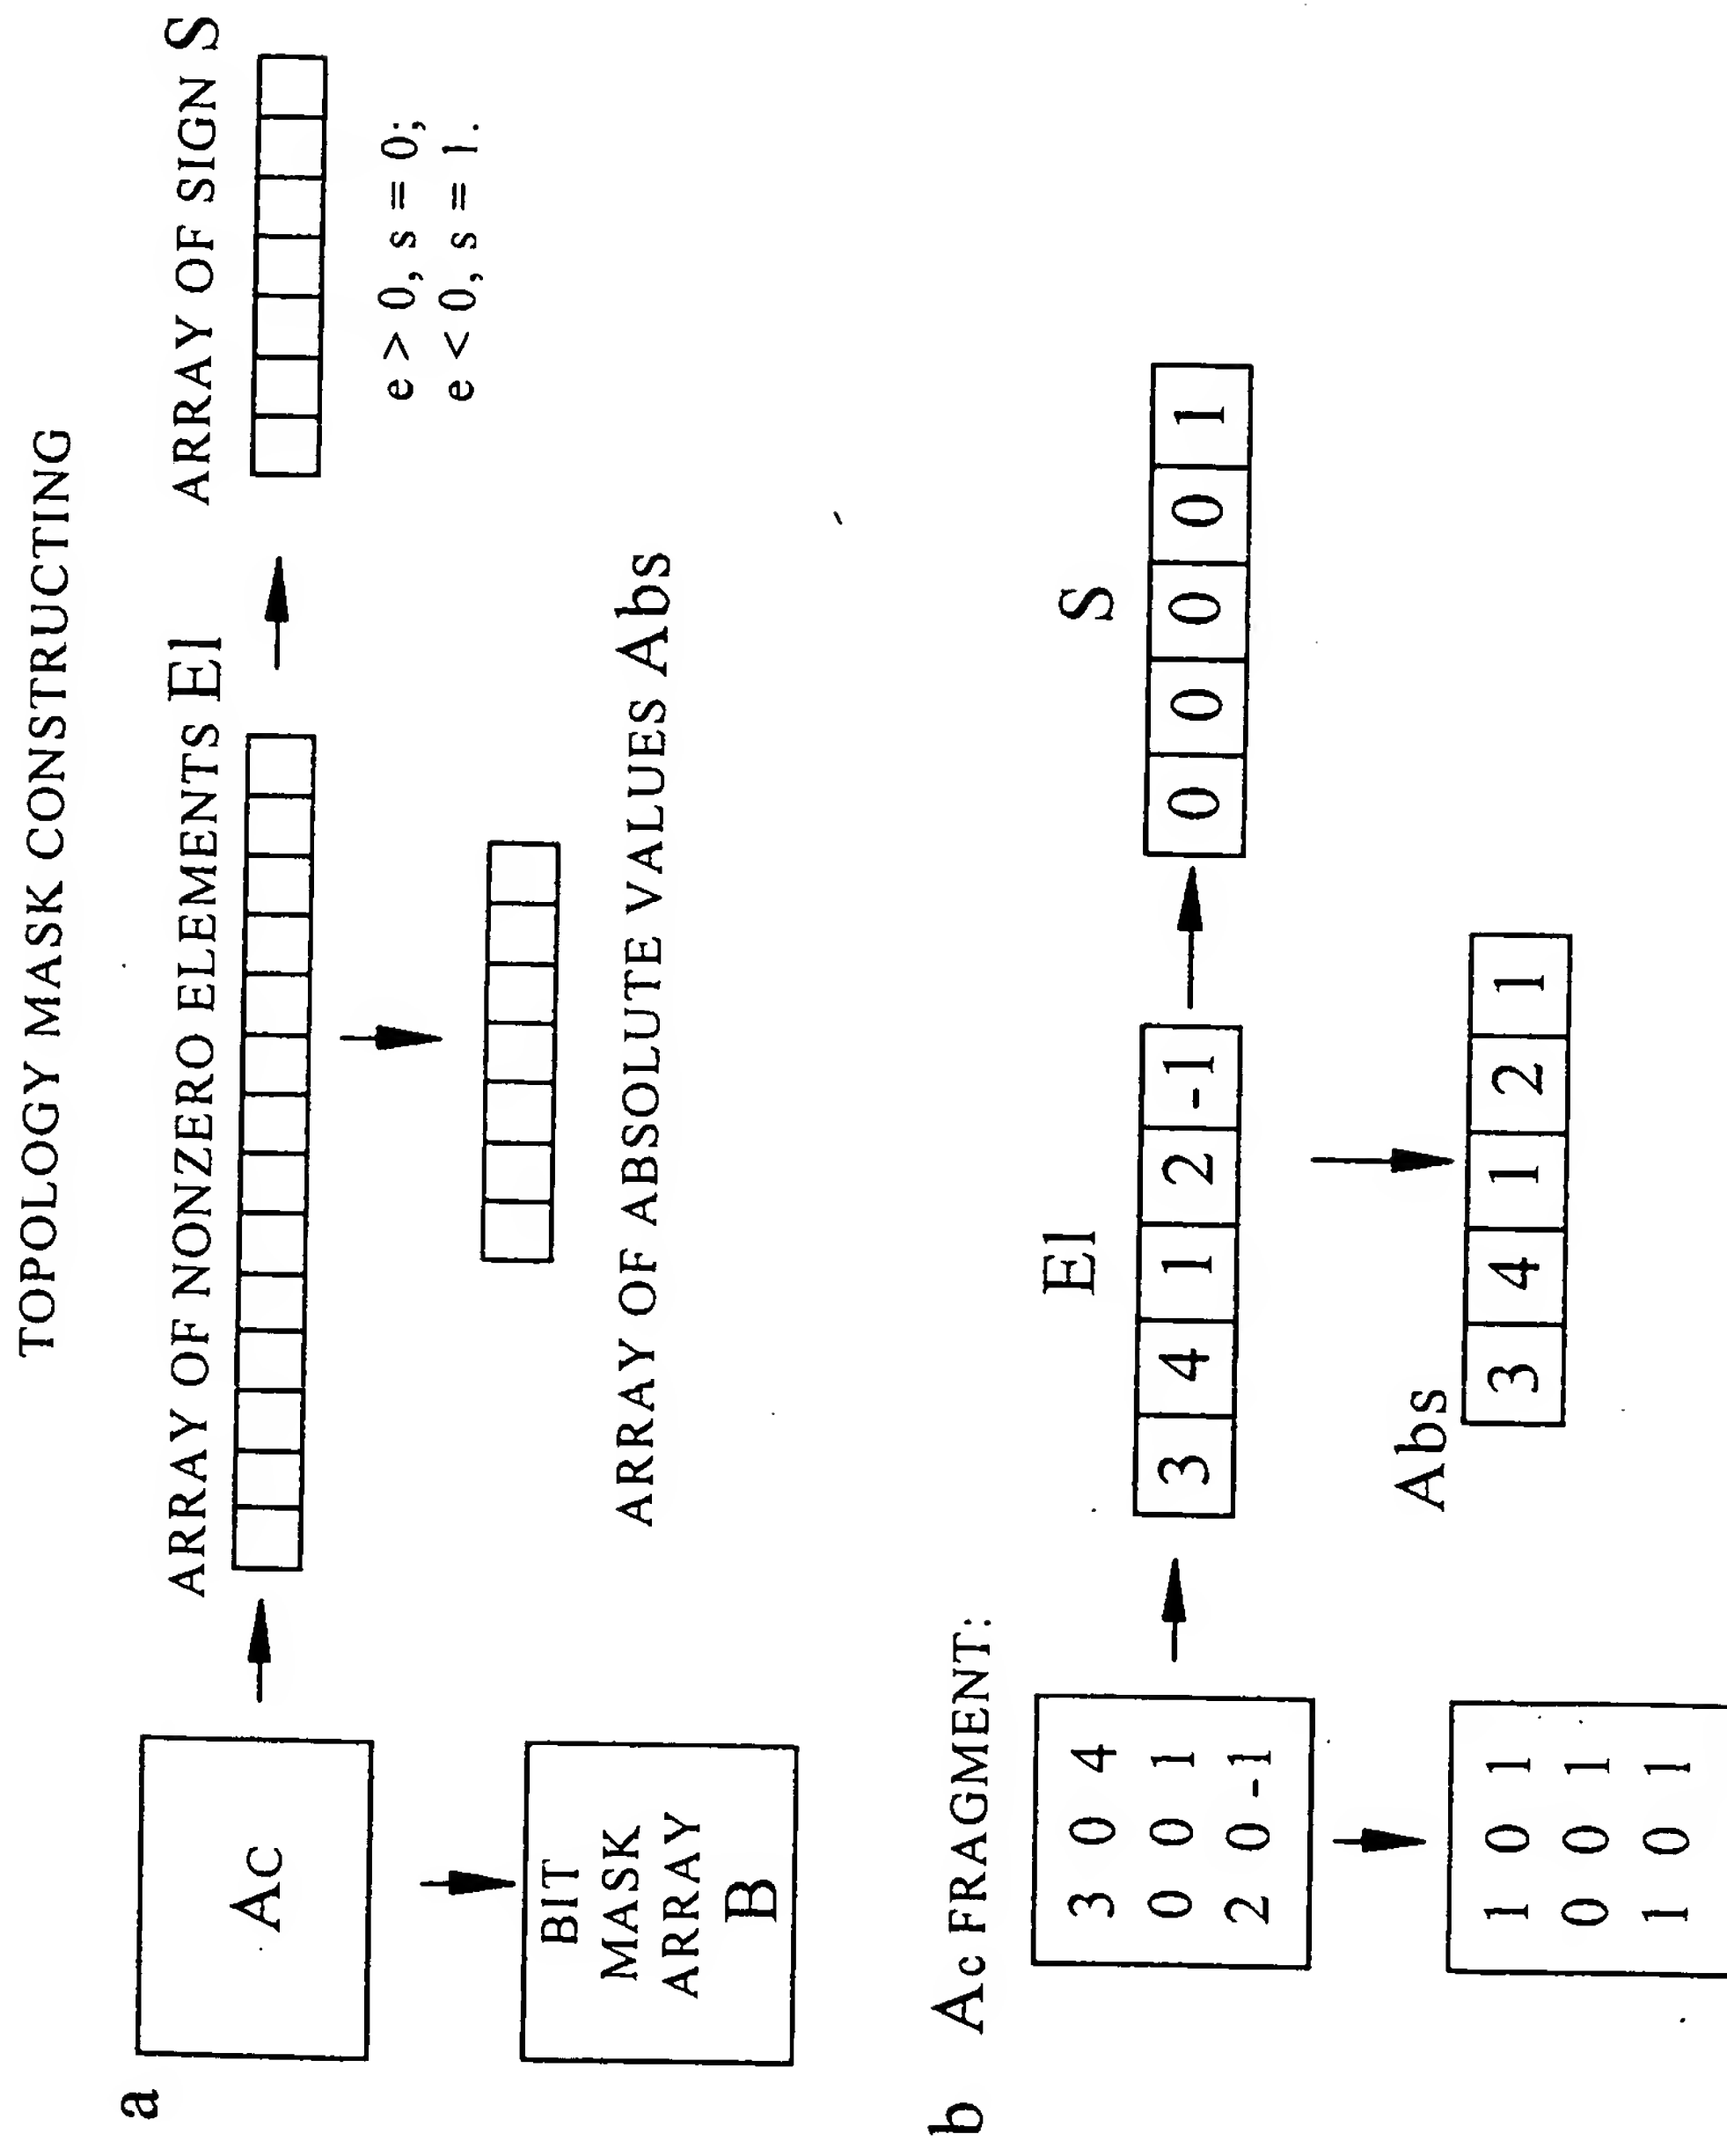 TOPOLOGY MASK CONSTRUCTING
a
Ac
ARRAY OF NONZERO ELEMENTS El
ARRAY OF SIGN S
e > 0, s = 0;
e < 0, s = 1.
BIT
MASK
ARRAY
B
ARRAY OF ABSOLUTE VALUES Abs
b Ac FRAGMENT:
3 0 4
0 0 1
2 0 -1
El
3 4 1 2 -1
S
0 0 0 0 1
Abs
3 4 1 2 1
1 0 1
0 0 1
1 0 1